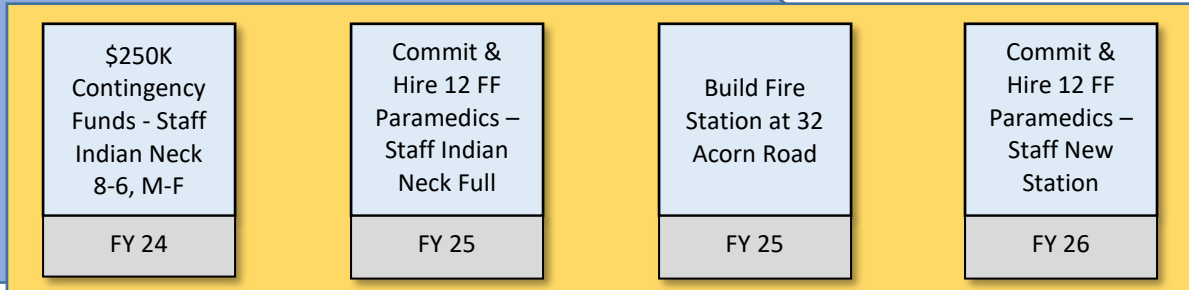 $250K
Contingency
Funds - Staff
Indian Neck
8-6, M-F
FY 24
Commit &
Hire 12 FF
Paramedics –
Staff Indian
Neck Full
FY 25
Build Fire
Station at 32
Acorn Road
FY 25
Commit &
Hire 12 FF
Paramedics –
Staff New
Station
FY 26